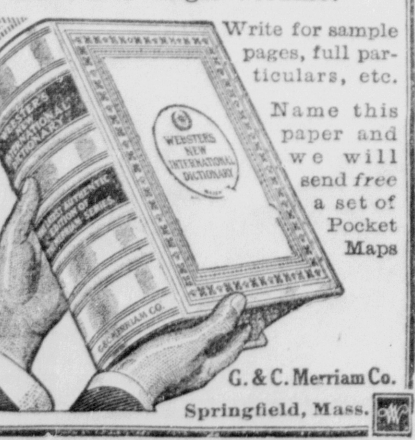 Write for sample
pages, full par-
ticulars, etc.
Name this
paper and
we will
send free
a set of
Pocket
Maps
WEBSTER'S
NEW
INTERNATIONAL
DICTIONARY
WEBSTER'S
NEW
INTERNATIONAL
DICTIONARY
G. & C. MERRIAM CO.
G. & C. Merriam Co.
Springfield, Mass.